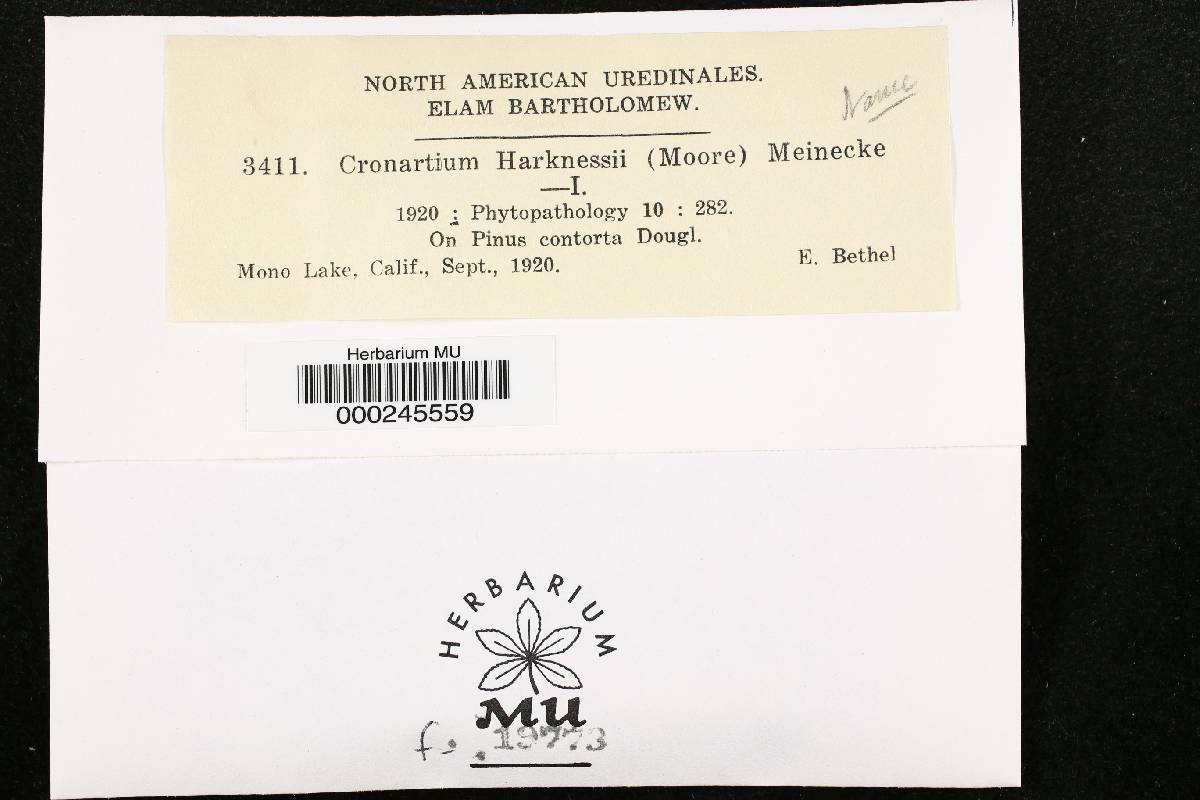 NORTH AMERICAN UREDINALES.
ELAM BARTHOLOMEW.
Name
3411. Cronartium Harknessii (Moore) Meinecke
—I.
1920 : Phytopathology 10 : 282.
On Pinus contorta Dougl.
Mono Lake, Calif., Sept., 1920. E. Bethel
Herbarium MU
000245559
HERBARIUM
MU
f. 19773